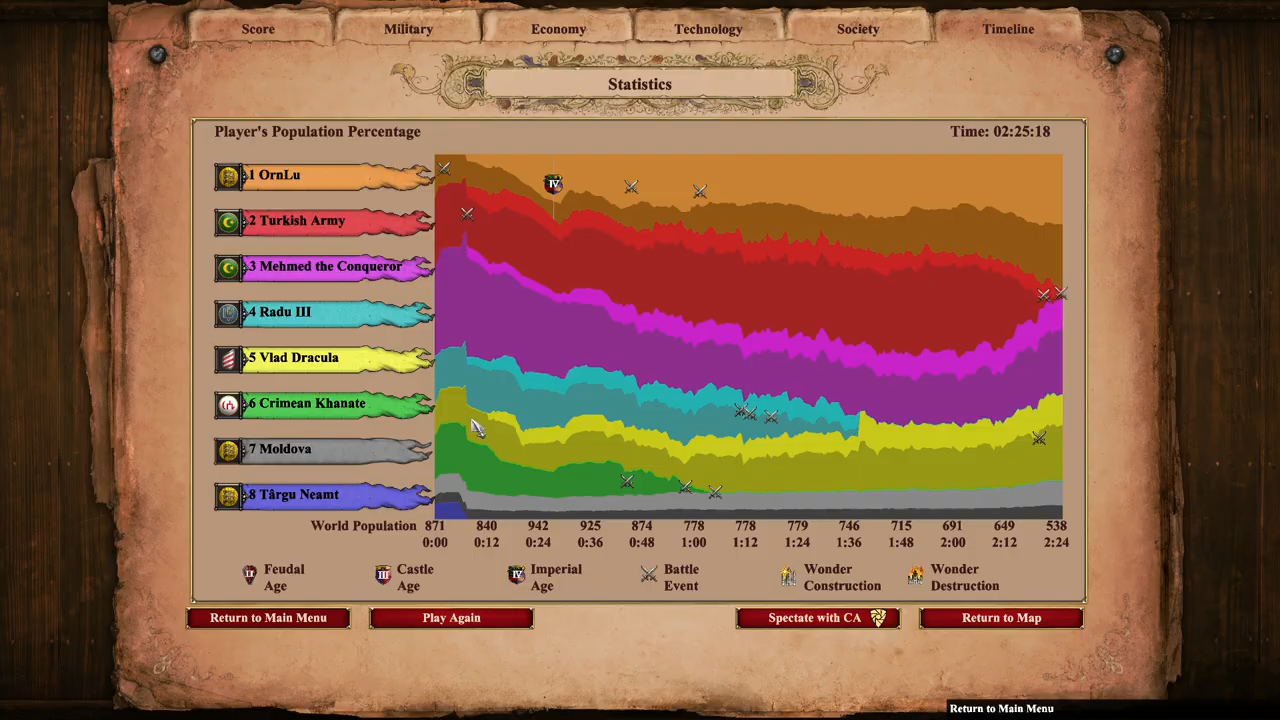 Score Military Economy Technology Society Timeline
Statistics
Player's Population Percentage
Time: 02:25:18
1 OrnLu
2 Turkish Army
3 Mehmed the Conqueror
4 Radu III
5 Vlad Dracula
6 Crimean Khanate
7 Moldova
8 Târgu Neamt
World Population 871 840 942 925 874 778 778 779 746 715 691 649 538
0:00 0:12 0:24 0:36 0:48 1:00 1:12 1:24 1:36 1:48 2:00 2:12 2:24
II Feudal Age
III Castle Age
IV Imperial Age
Battle Event
Wonder Construction
Wonder Destruction
IV
Return to Main Menu
Play Again
Spectate with CA
Return to Map
Return to Main Menu